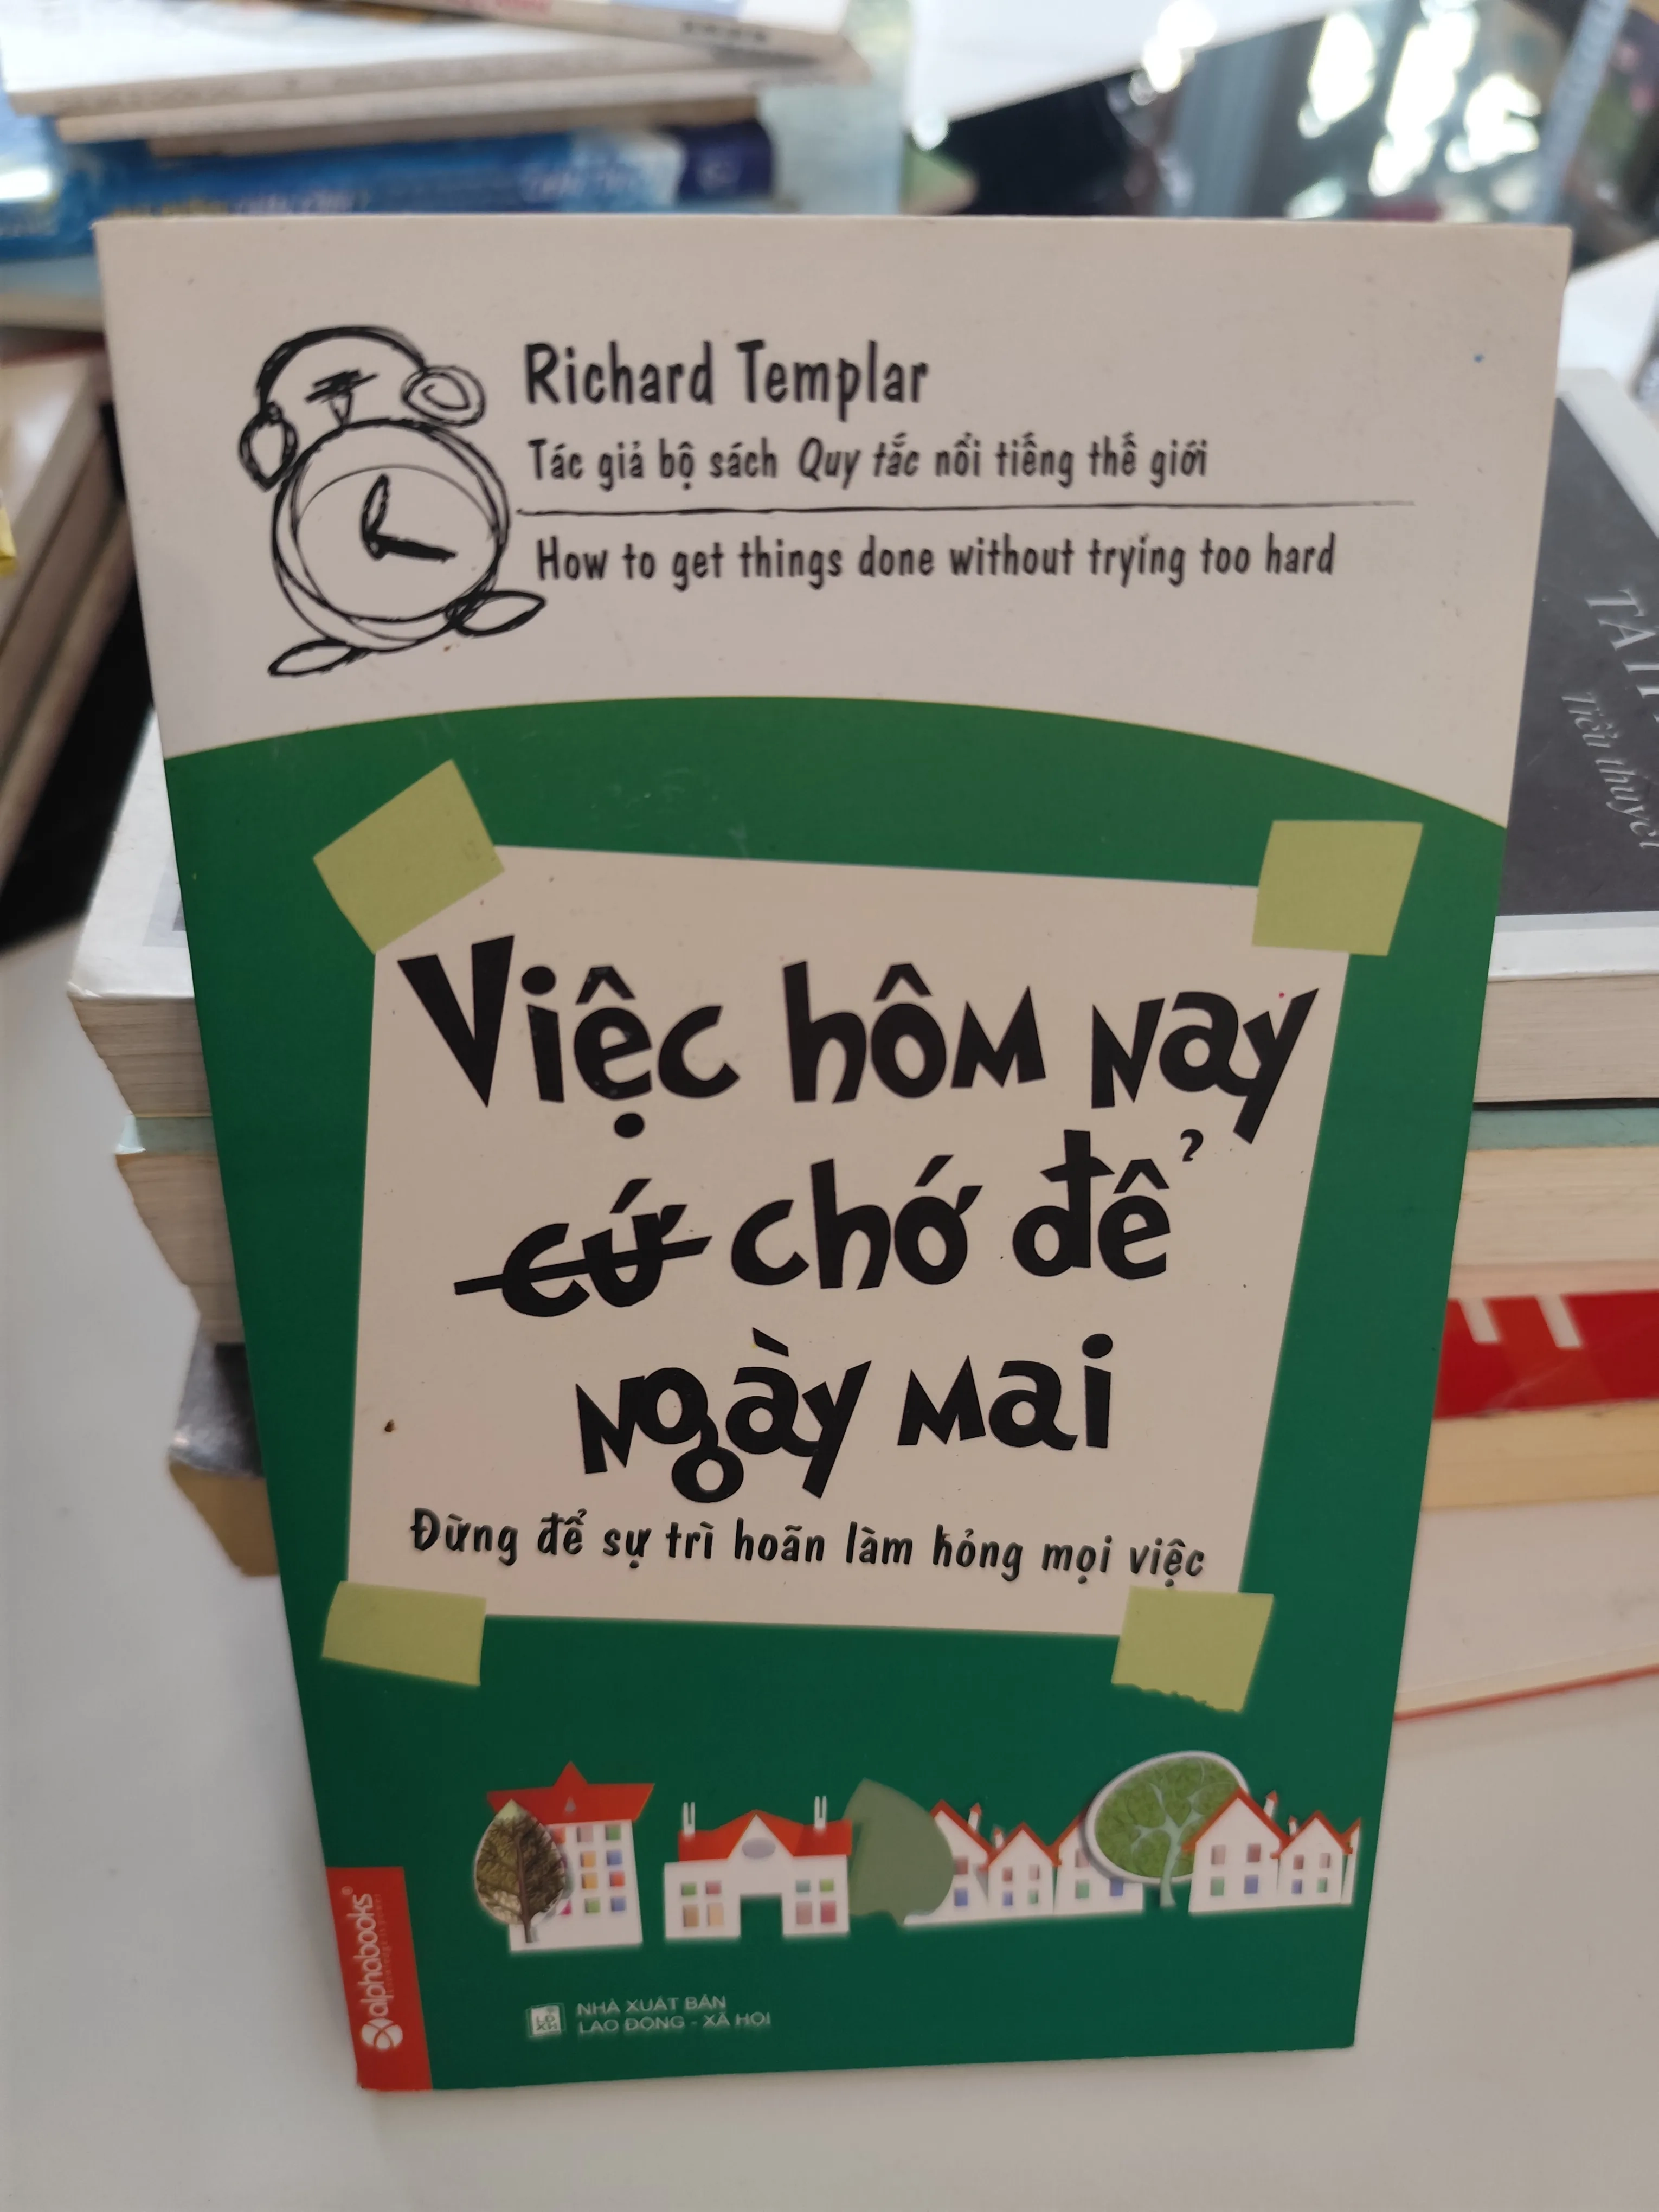 Richard Templar
Tác giả bộ sách Quy tắc nổi tiếng thế giới
How to get things done without trying too hard
Việc hôm nay
cứ chớ để
ngày mai
Đừng để sự trì hoãn làm hỏng mọi việc
alphabooks®
NHÀ XUẤT BẢN
LAO ĐỘNG - XÃ HỘI
Tiểu thuyết